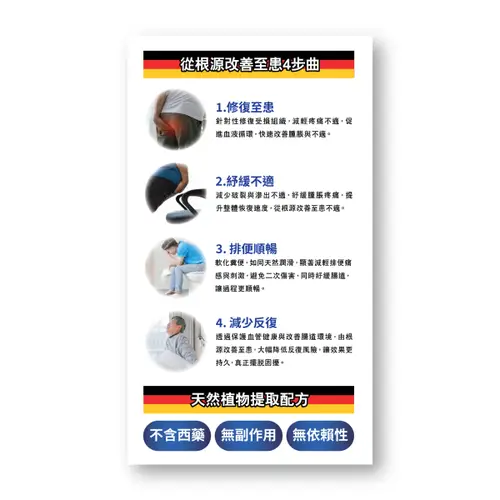 從根源改善至患4步曲
1.修復至患
針對性修復受損組織，減輕疼痛不適，促
進血液循環，快速改善腫脹與不適。
2.紓緩不適
減少破裂與滲出不適，紓緩腫脹疼痛，提
升整體恢復速度，從根源改善至患不適。
3. 排便順暢
軟化糞便，如同天然潤滑，顯著減輕排便痛
感與刺激，避免二次傷害，同時紓緩腸道，
讓過程更順暢。
4. 減少反復
透過保護血管健康與改善腸道環境，由根
源改善至患，大幅降低反復風險，讓效果更
持久，真正擺脫困擾。
天然植物提取配方
不含西藥
無副作用
無依賴性